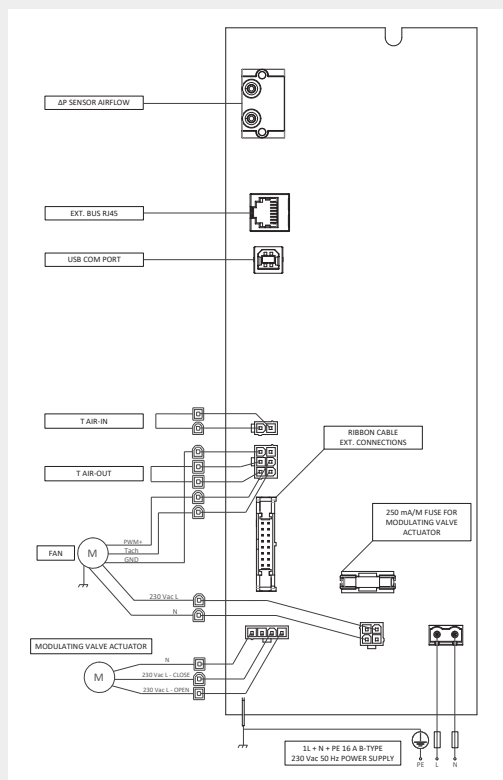 ΔP SENSOR AIRFLOW
EXT. BUS RJ45
USB COM PORT
T AIR-IN
RIBBON CABLE
EXT. CONNECTIONS
T AIR-OUT
250 mA/M FUSE FOR
MODULATING VALVE
ACTUATOR
PWM+
Tach
GND
FAN
M
230 Vac L
N
MODULATING VALVE ACTUATOR
N
230 Vac L - CLOSE
230 Vac L - OPEN
M
1L + N + PE 16 A B-TYPE
230 Vac 50 Hz POWER SUPPLY
PE L N